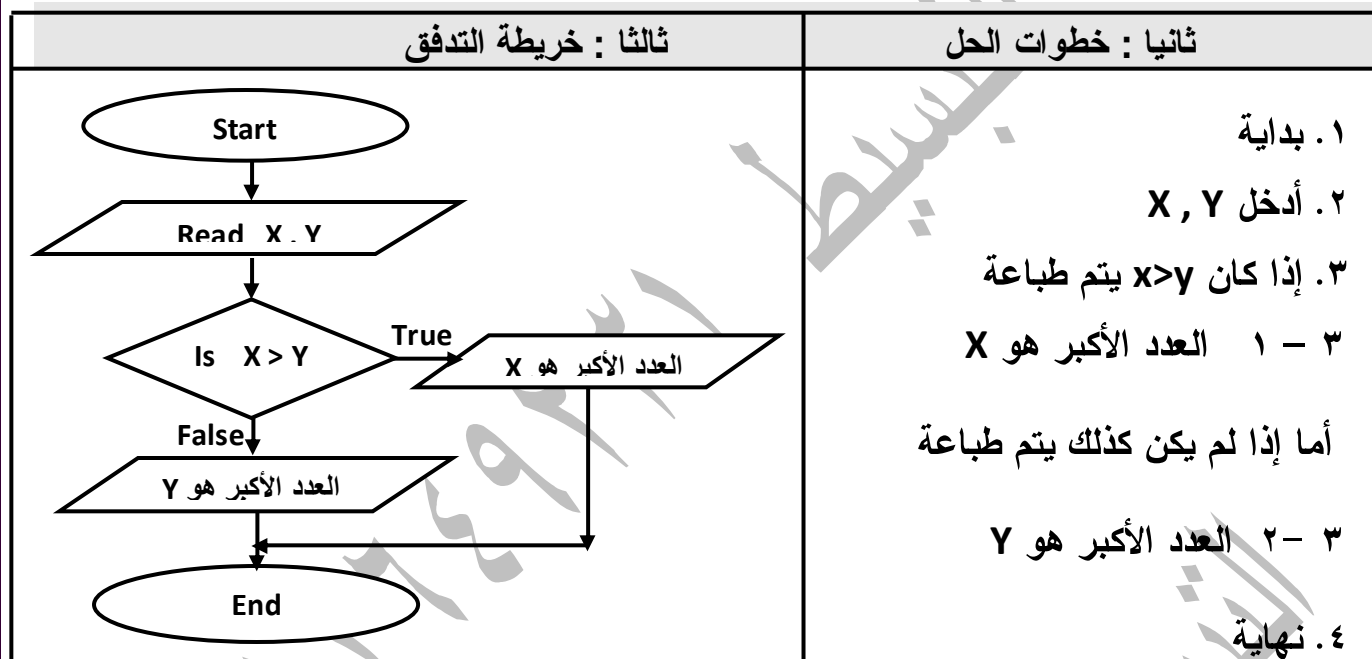 ثانيا : خطوات الحل
١. بداية
٢. أدخل X , Y
٣. إذا كان x>y يتم طباعة
٣ – ١ العدد الأكبر هو X
أما إذا لم يكن كذلك يتم طباعة
٣ –٢ العدد الأكبر هو Y
٤. نهاية
ثالثا : خريطة التدفق
Start
Read X , Y
Is X > Y
True
العدد الأكبر هو X
False
العدد الأكبر هو Y
End